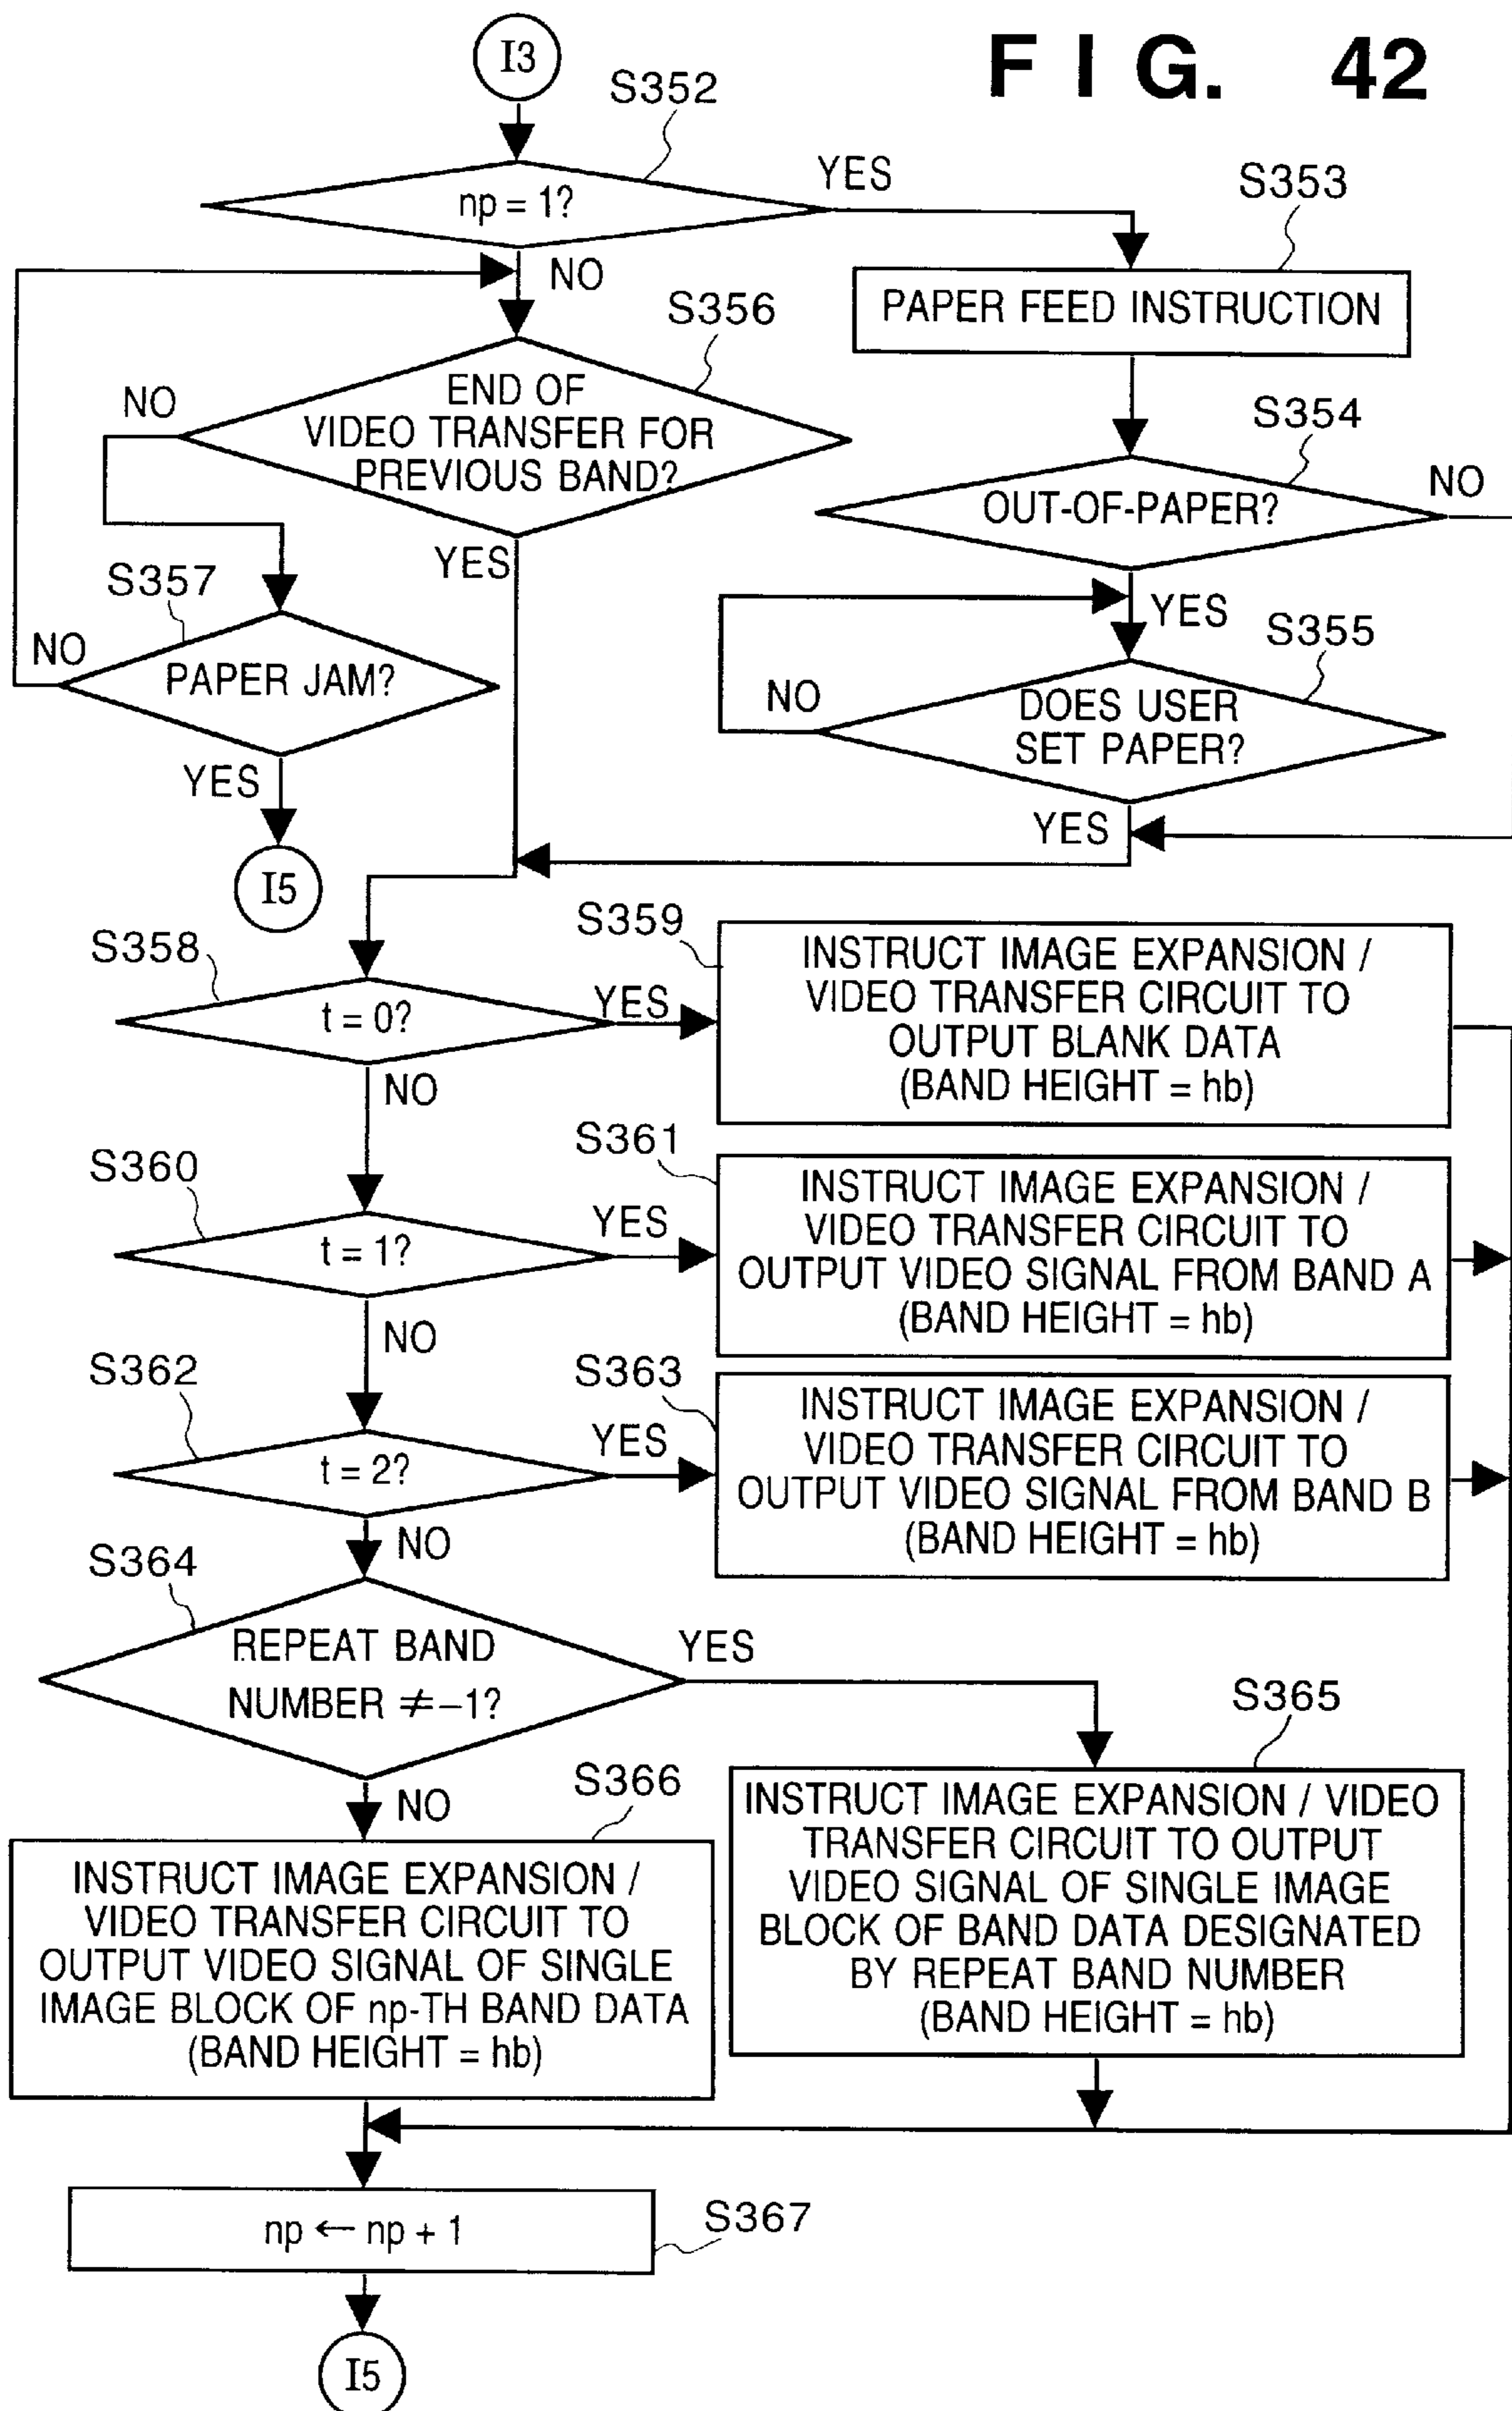 FIG. 42
I3
S352
np = 1?
YES
NO
S353
PAPER FEED INSTRUCTION
S356
END OF
VIDEO TRANSFER FOR
PREVIOUS BAND?
NO
YES
S354
OUT-OF-PAPER?
NO
YES
S357
PAPER JAM?
NO
YES
I5
S355
DOES USER
SET PAPER?
NO
YES
S358
t = 0?
YES
NO
S359
INSTRUCT IMAGE EXPANSION /
VIDEO TRANSFER CIRCUIT TO
OUTPUT BLANK DATA
(BAND HEIGHT = hb)
S360
t = 1?
YES
NO
S361
INSTRUCT IMAGE EXPANSION /
VIDEO TRANSFER CIRCUIT TO
OUTPUT VIDEO SIGNAL FROM BAND A
(BAND HEIGHT = hb)
S362
t = 2?
YES
NO
S363
INSTRUCT IMAGE EXPANSION /
VIDEO TRANSFER CIRCUIT TO
OUTPUT VIDEO SIGNAL FROM BAND B
(BAND HEIGHT = hb)
S364
REPEAT BAND
NUMBER ≠−1?
YES
NO
S365
INSTRUCT IMAGE EXPANSION / VIDEO
TRANSFER CIRCUIT TO OUTPUT
VIDEO SIGNAL OF SINGLE IMAGE
BLOCK OF BAND DATA DESIGNATED
BY REPEAT BAND NUMBER
(BAND HEIGHT = hb)
S366
INSTRUCT IMAGE EXPANSION /
VIDEO TRANSFER CIRCUIT TO
OUTPUT VIDEO SIGNAL OF SINGLE
IMAGE BLOCK OF np-TH BAND DATA
(BAND HEIGHT = hb)
np ← np + 1
S367
I5